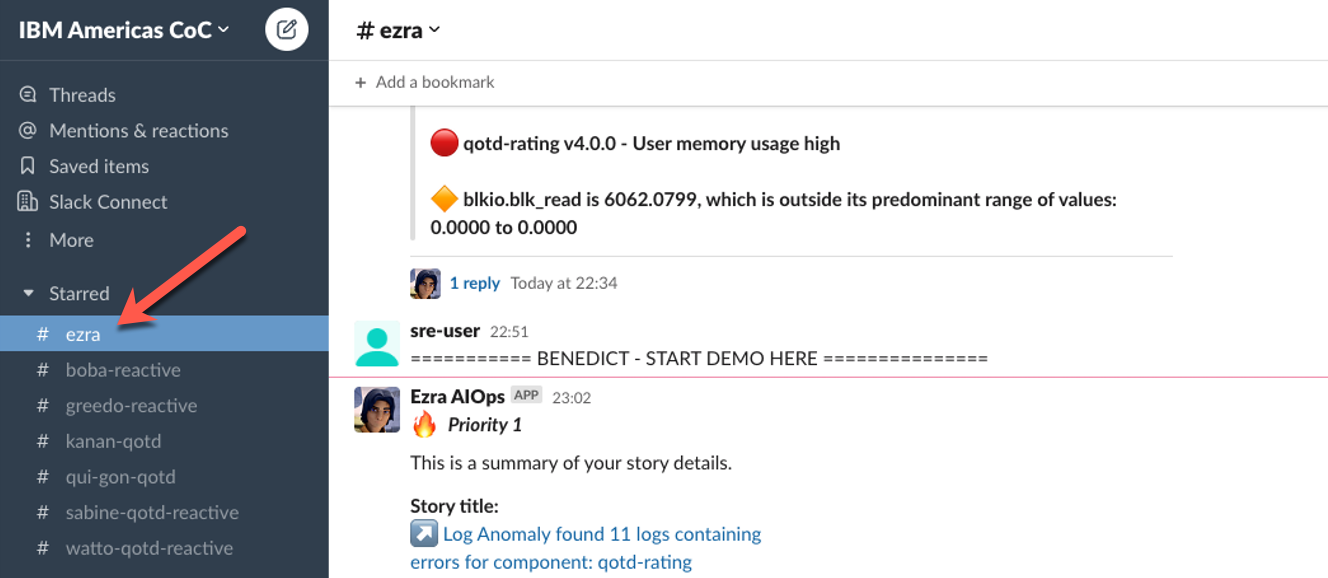 IBM Americas CoC
Threads
@ Mentions & reactions
Saved items
Slack Connect
More
Starred
# ezra
# boba-reactive
# greedo-reactive
# kanan-qotd
# qui-gon-qotd
# sabine-qotd-reactive
# watto-qotd-reactive
# ezra
+ Add a bookmark
qotd-rating v4.0.0 - User memory usage high
blkio.blk_read is 6062.0799, which is outside its predominant range of values:
0.0000 to 0.0000
1 reply Today at 22:34
sre-user 22:51
=========== BENEDICT - START DEMO HERE ===============
Ezra AIOps APP 23:02
Priority 1
This is a summary of your story details.
Story title:
Log Anomaly found 11 logs containing
errors for component: qotd-rating